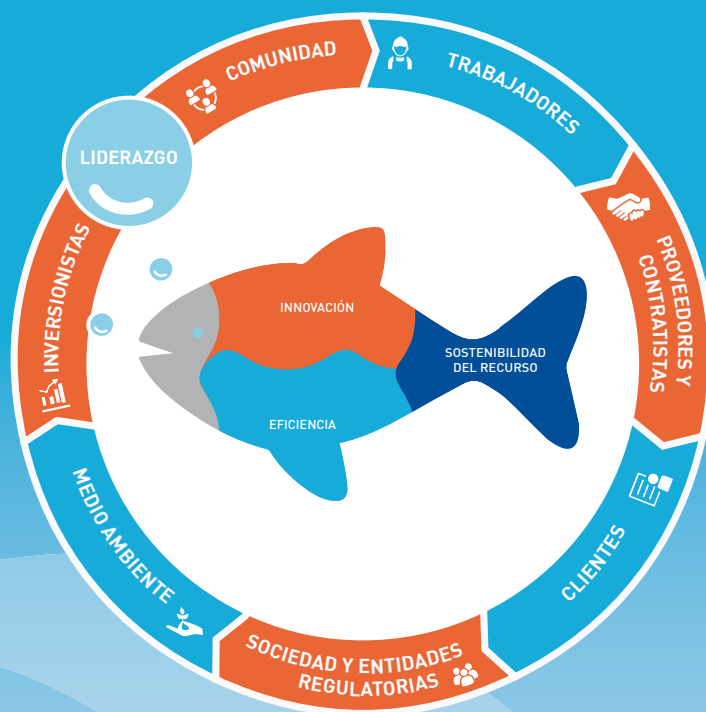 COMUNIDAD
TRABAJADORES
PROVEEDORES Y
CONTRATISTAS
CLIENTES
SOCIEDAD Y ENTIDADES
REGULATORIAS
MEDIO AMBIENTE
INVERSIONISTAS
LIDERAZGO
INNOVACIÓN
EFICIENCIA
SOSTENIBILIDAD
DEL RECURSO